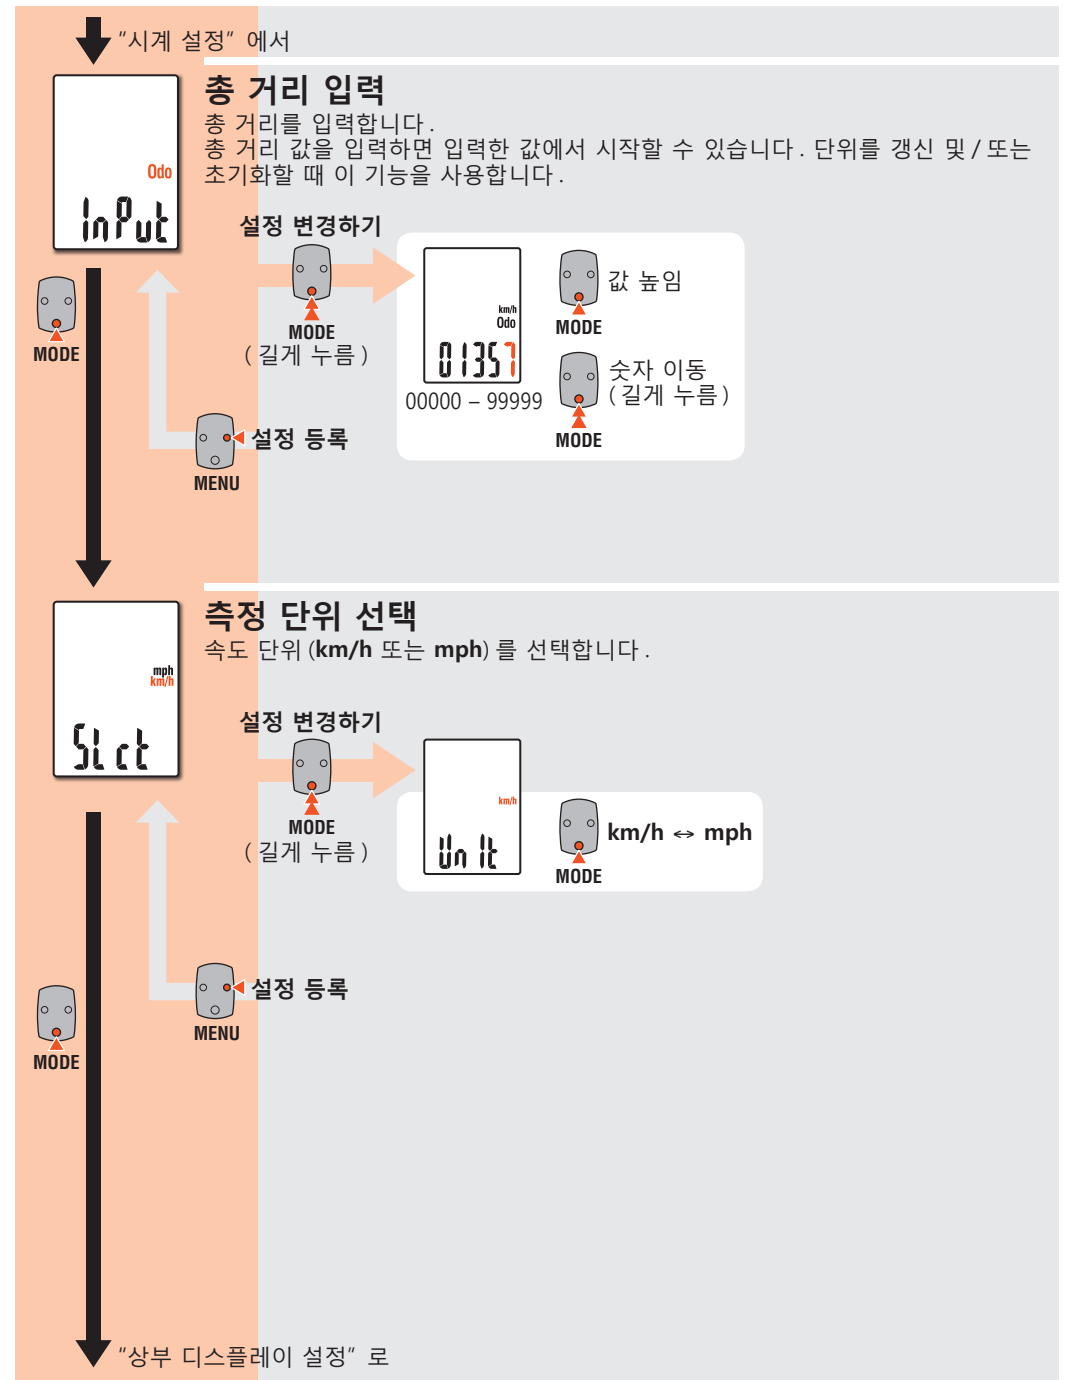 “시계 설정” 에서
총 거리 입력
총 거리를 입력합니다.
총 거리 값을 입력하면 입력한 값에서 시작할 수 있습니다. 단위를 갱신 및 / 또는
초기화할 때 이 기능을 사용합니다.
Odo
InPut
설정 변경하기
MODE
(길게 누름)
km/h
Odo
01357
00000 – 99999
값 높임
MODE
숫자 이동
(길게 누름)
MODE
MODE
설정 등록
MENU
측정 단위 선택
속도 단위 (km/h 또는 mph) 를 선택합니다.
mph
km/h
SLct
설정 변경하기
MODE
(길게 누름)
km/h
UnIt
km/h ⇔ mph
MODE
설정 등록
MENU
MODE
“상부 디스플레이 설정” 로